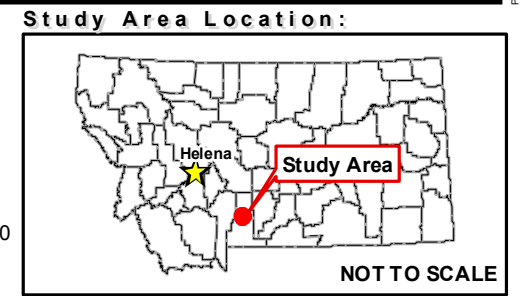 Study Area Location:
Helena
Study Area
0
NOT TO SCALE